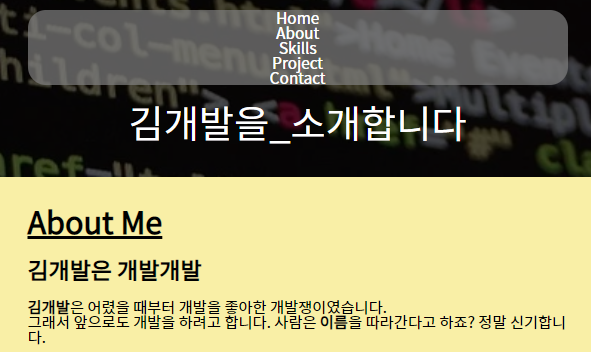 Home
About
Skills
Project
Contact
김개발을_소개합니다
About Me
김개발은 개발개발
김개발은 어렸을 때부터 개발을 좋아한 개발쟁이였습니다.
그래서 앞으로도 개발을 하려고 합니다. 사람은 이름을 따라간다고 하죠? 정말 신기합니
다.